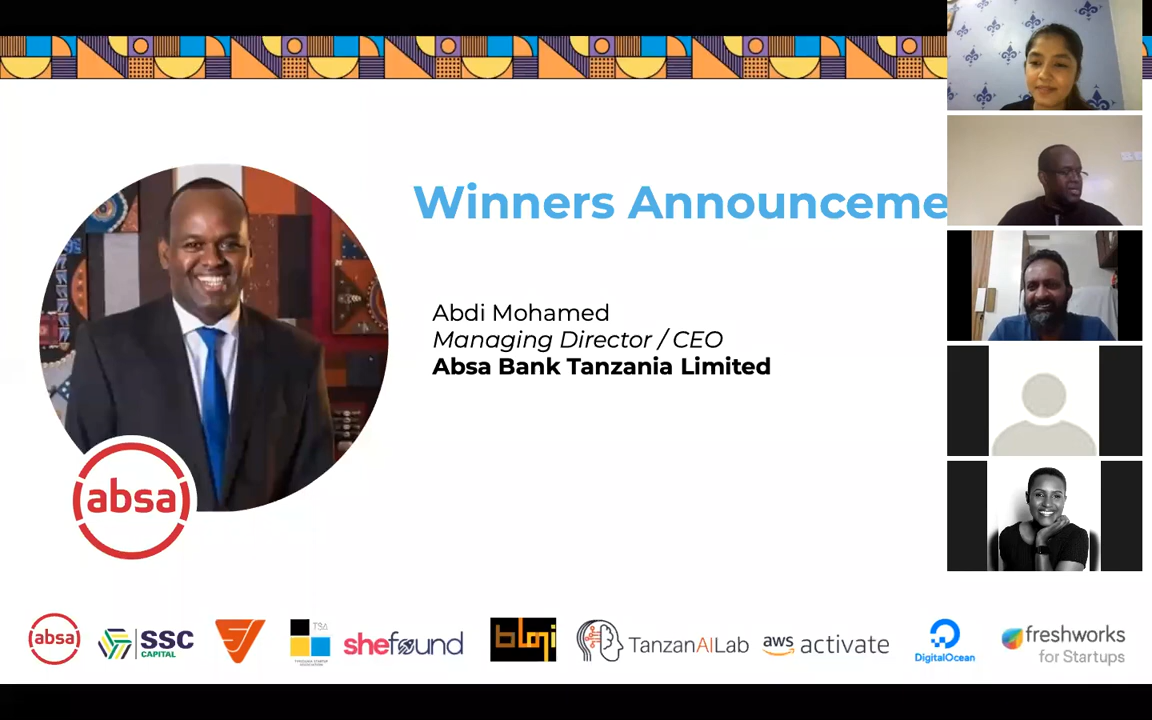 Winners Announceme
Abdi Mohamed
Managing Director / CEO
Absa Bank Tanzania Limited
absa
absa
SSC
CAPITAL
TSA
shefound
TanzanAILab
aws activate
DigitalOcean
freshworks
for Startups